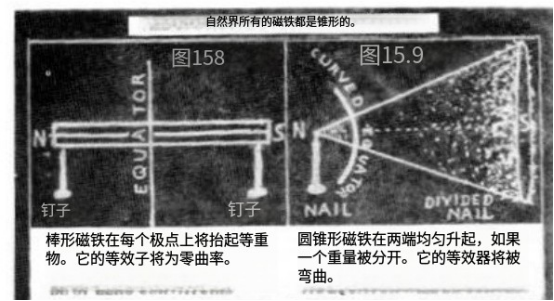 自然界所有的磁铁都是锥形的。
图158
图15.9
EQUATOR
CURVED EQUATOR
N
S
N
S
钉子
钉子
NAIL
DIVIDED
NAIL
棒形磁铁在每个极点上将抬起等重
物。它的等效子将为零曲率。
圆锥形磁铁在两端均匀升起，如果
一个重量被分开。它的等效器将被
弯曲。